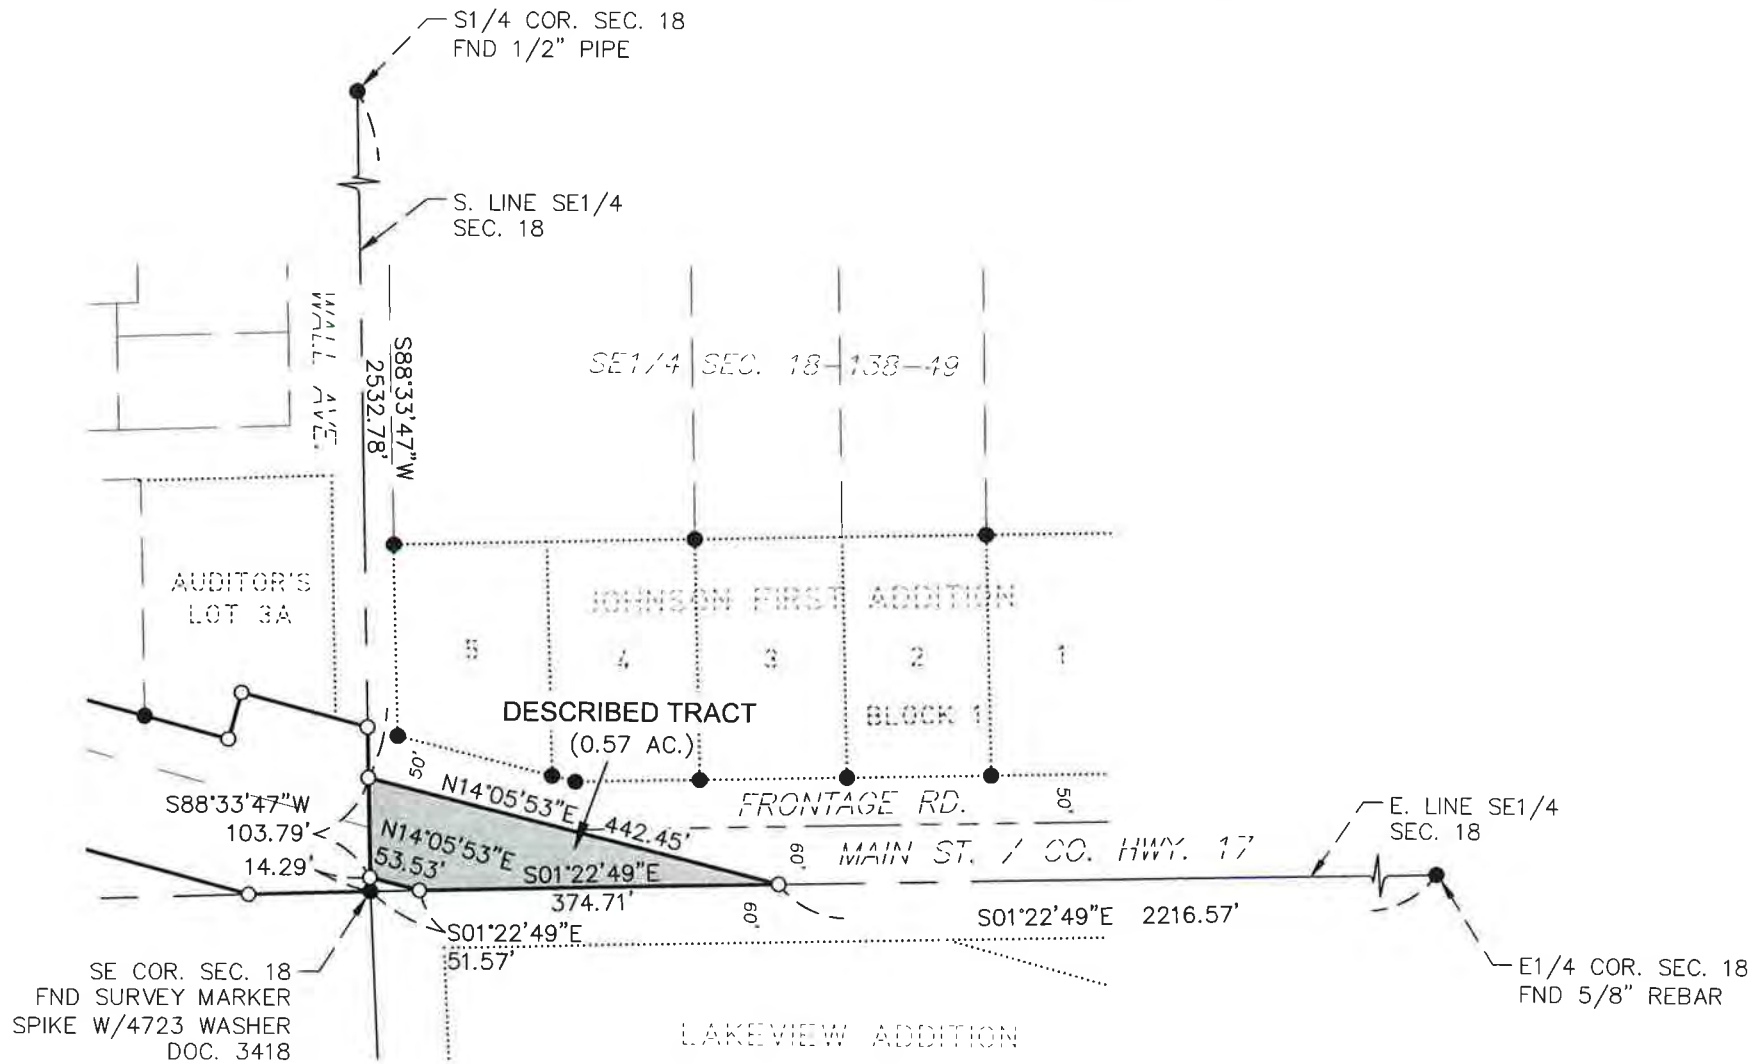 S1/4 COR. SEC. 18
FND 1/2" PIPE
S. LINE SE1/4
SEC. 18
WALL AVE.
S88°33'47"W
2532.78'
SE1/4 SEC. 18-138-49
AUDITOR'S
LOT 3A
JOHNSON FIRST ADDITION
5
4
3
2
1
BLOCK 1
DESCRIBED TRACT
(0.57 AC.)
50'
N14°05'53"E
442.45'
FRONTAGE RD.
50'
S88°33'47"W
103.79'
14.29'
N14°05'53"E
53.53'
S01°22'49"E
374.71'
60'
MAIN ST. / CO. HWY. 17
E. LINE SE1/4
SEC. 18
60'
S01°22'49"E 2216.57'
S01°22'49"E
51.57'
SE COR. SEC. 18
FND SURVEY MARKER
SPIKE W/4723 WASHER
DOC. 3418
E1/4 COR. SEC. 18
FND 5/8" REBAR
LAKEVIEW ADDITION